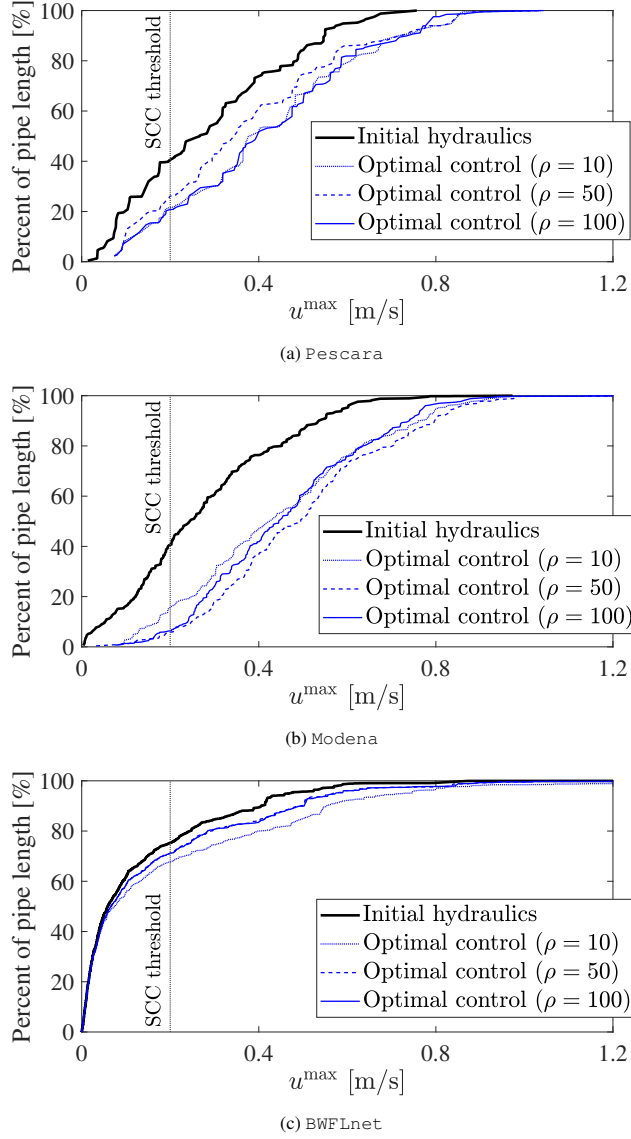 100
80
60
40
20
0
Percent of pipe length [%]
SCC threshold
Initial hydraulics
Optimal control (ρ = 10)
Optimal control (ρ = 50)
Optimal control (ρ = 100)
0 0.4 0.8 1.2
u^max [m/s]
(a) Pescara
100
80
60
40
20
0
Percent of pipe length [%]
SCC threshold
Initial hydraulics
Optimal control (ρ = 10)
Optimal control (ρ = 50)
Optimal control (ρ = 100)
0 0.4 0.8 1.2
u^max [m/s]
(b) Modena
100
80
60
40
20
0
Percent of pipe length [%]
SCC threshold
Initial hydraulics
Optimal control (ρ = 10)
Optimal control (ρ = 50)
Optimal control (ρ = 100)
0 0.4 0.8 1.2
u^max [m/s]
(c) BWFLnet